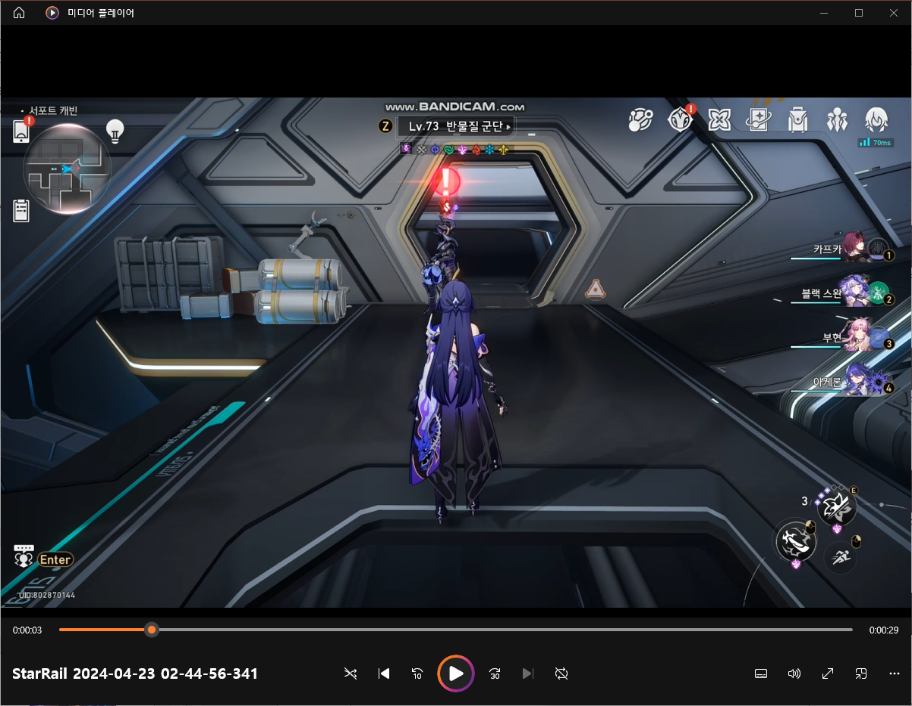 미디어 플레이어
서포트 캐빈
WWW.BANDICAM.COM
Z
Lv.73 반물질 군단
70ms
카프카
1
블랙 스완
2
부현
3
아케론
4
3
E
Enter
UID:802870144
0:00:03
0:00:29
StarRail 2024-04-23 02-44-56-341
10
30